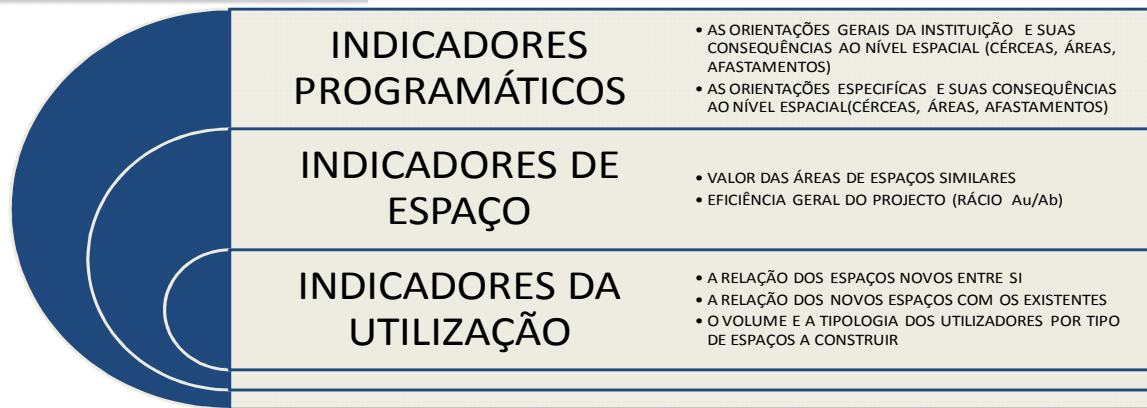 INDICADORES
PROGRAMÁTICOS
• AS ORIENTAÇÕES GERAIS DA INSTITUIÇÃO E SUAS
CONSEQUÊNCIAS AO NÍVEL ESPACIAL (CÉRCEAS, ÁREAS,
AFASTAMENTOS)
• AS ORIENTAÇÕES ESPECIFÍCAS E SUAS CONSEQUÊNCIAS
AO NÍVEL ESPACIAL(CÉRCEAS, ÁREAS, AFASTAMENTOS)
INDICADORES DE
ESPAÇO
• VALOR DAS ÁREAS DE ESPAÇOS SIMILARES
• EFICIÊNCIA GERAL DO PROJECTO (RÁCIO Au/Ab)
INDICADORES DA
UTILIZAÇÃO
• A RELAÇÃO DOS ESPAÇOS NOVOS ENTRE SI
• A RELAÇÃO DOS NOVOS ESPAÇOS COM OS EXISTENTES
• O VOLUME E A TIPOLOGIA DOS UTILIZADORES POR TIPO
DE ESPAÇOS A CONSTRUIR